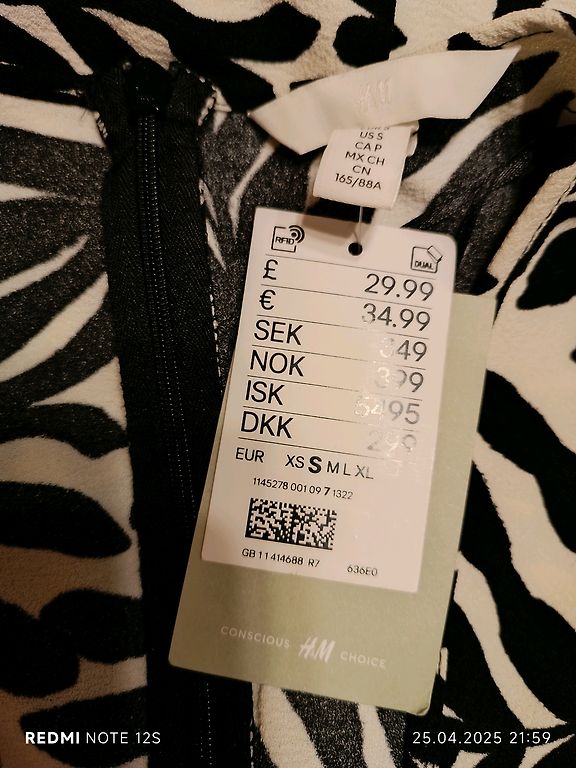 H&M
US S
CA P
MX CH
CN
165/88A
RFID
DUAL
£ 29.99
€ 34.99
SEK 349
NOK 399
ISK 5495
DKK 299
EUR XS S M L XL
1145278 001 09 7 1322
GB 11 414688 R7 636E0
CONSCIOUS H&M CHOICE
REDMI NOTE 12S
25.04.2025 21:59